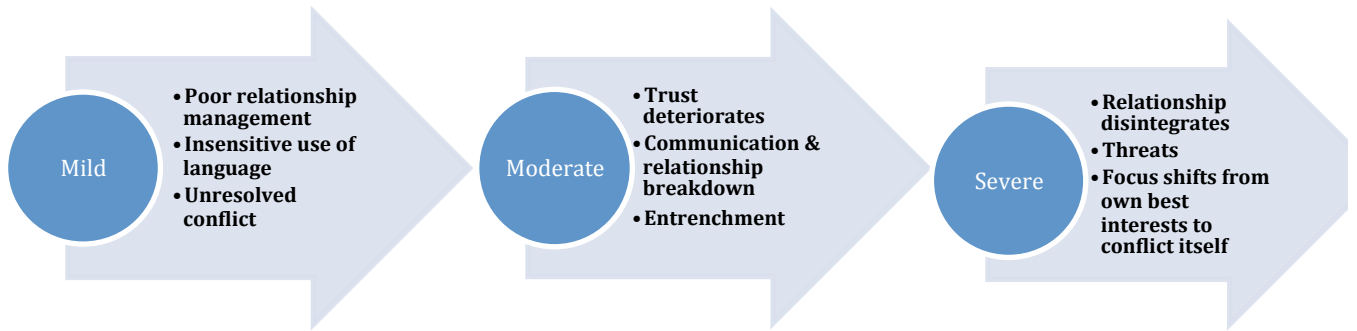 Mild
• Poor relationship
management
• Insensitive use of
language
• Unresolved
conflict
Moderate
• Trust
deteriorates
• Communication &
relationship
breakdown
• Entrenchment
Severe
• Relationship
disintegrates
• Threats
• Focus shifts from
own best
interests to
conflict itself